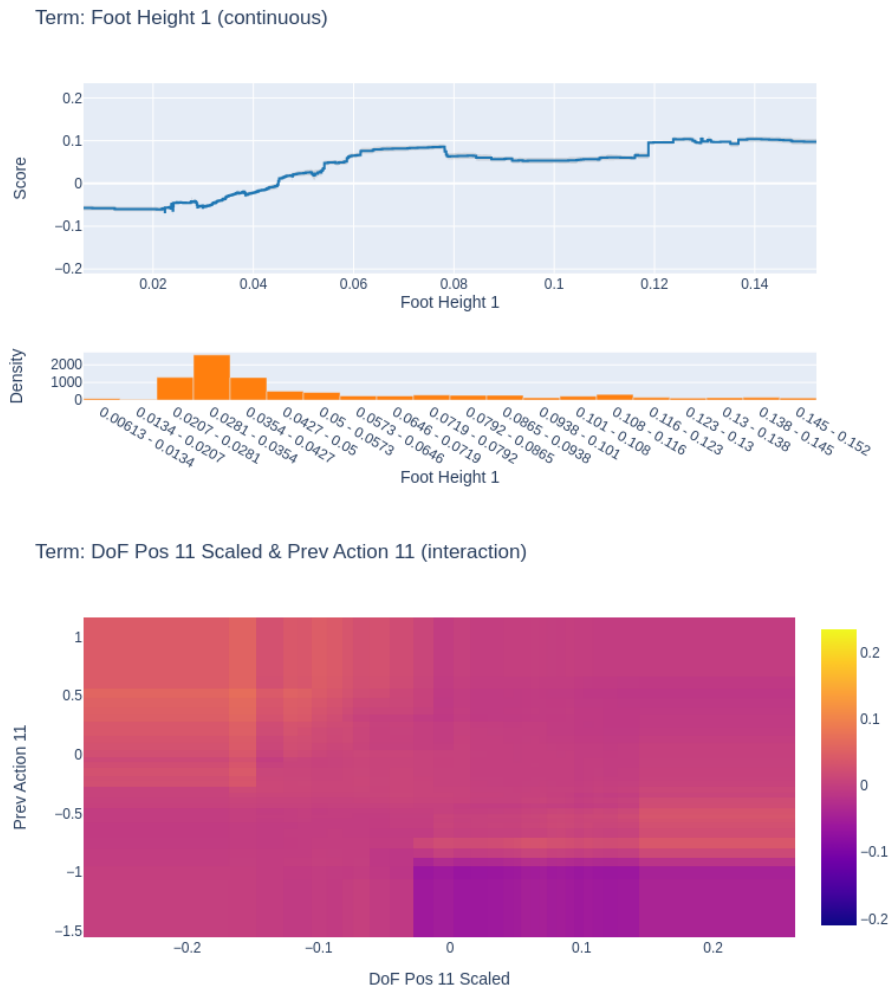 Term: Foot Height 1 (continuous)
0.2
0.1
0
−0.1
−0.2
Score
0.02 0.04 0.06 0.08 0.1 0.12 0.14
Foot Height 1
Density
2000
1000
0
0.00613 - 0.0134
0.0134 - 0.0207
0.0207 - 0.0281
0.0281 - 0.0354
0.0354 - 0.0427
0.0427 - 0.05
0.05 - 0.0573
0.0573 - 0.0646
0.0646 - 0.0719
0.0719 - 0.0792
0.0792 - 0.0865
0.0865 - 0.0938
0.0938 - 0.101
0.101 - 0.108
0.108 - 0.116
0.116 - 0.123
0.123 - 0.13
0.13 - 0.138
0.138 - 0.145
0.145 - 0.152
Foot Height 1
Term: DoF Pos 11 Scaled & Prev Action 11 (interaction)
1
0.5
0
−0.5
−1
−1.5
Prev Action 11
−0.2 −0.1 0 0.1 0.2
DoF Pos 11 Scaled
0.2
0.1
0
−0.1
−0.2